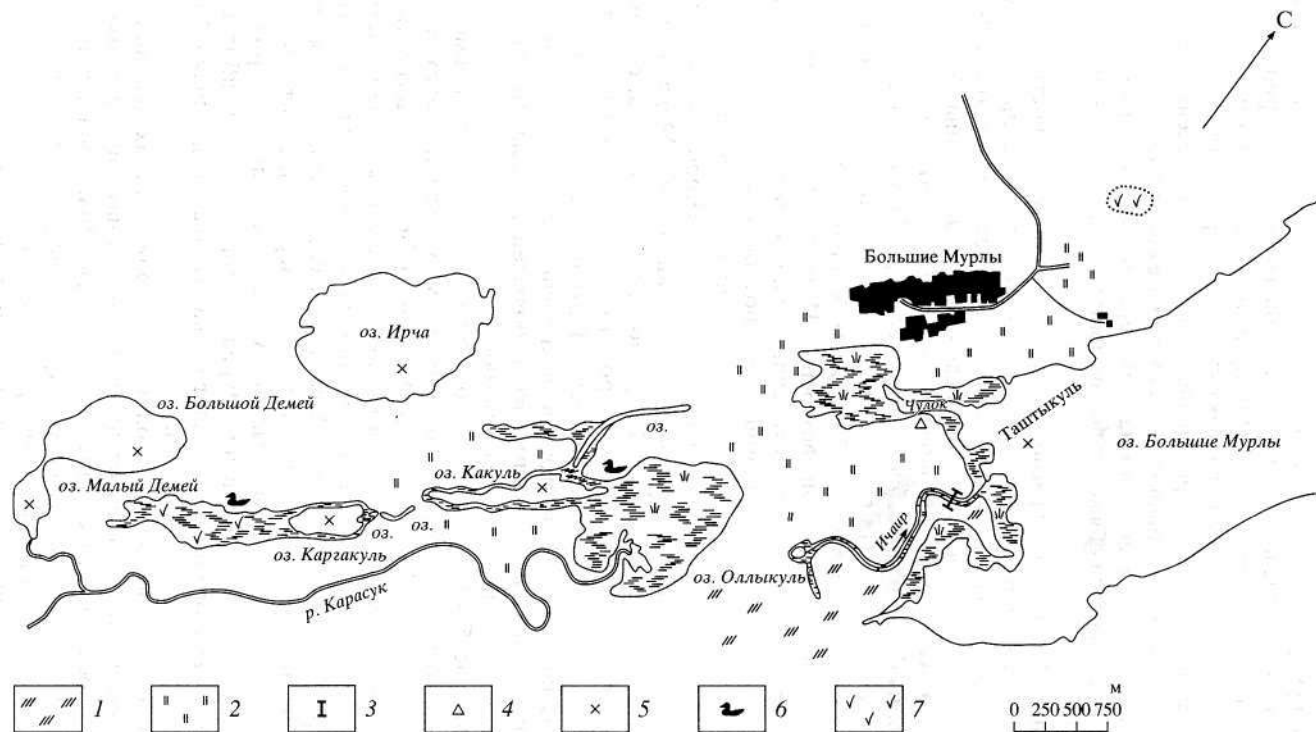 С
Большие Мурлы
оз. Ирча
оз. Большой Демей
Чулок
Таштыкуль
оз.
оз. Большие Мурлы
оз. Какуль
оз. Малый Демей
оз.
оз.
оз. Каргакуль
Ичаир
оз. Оллыкуль
р. Карасук
1
2
3
4
5
6
7
м
0 250 500 750